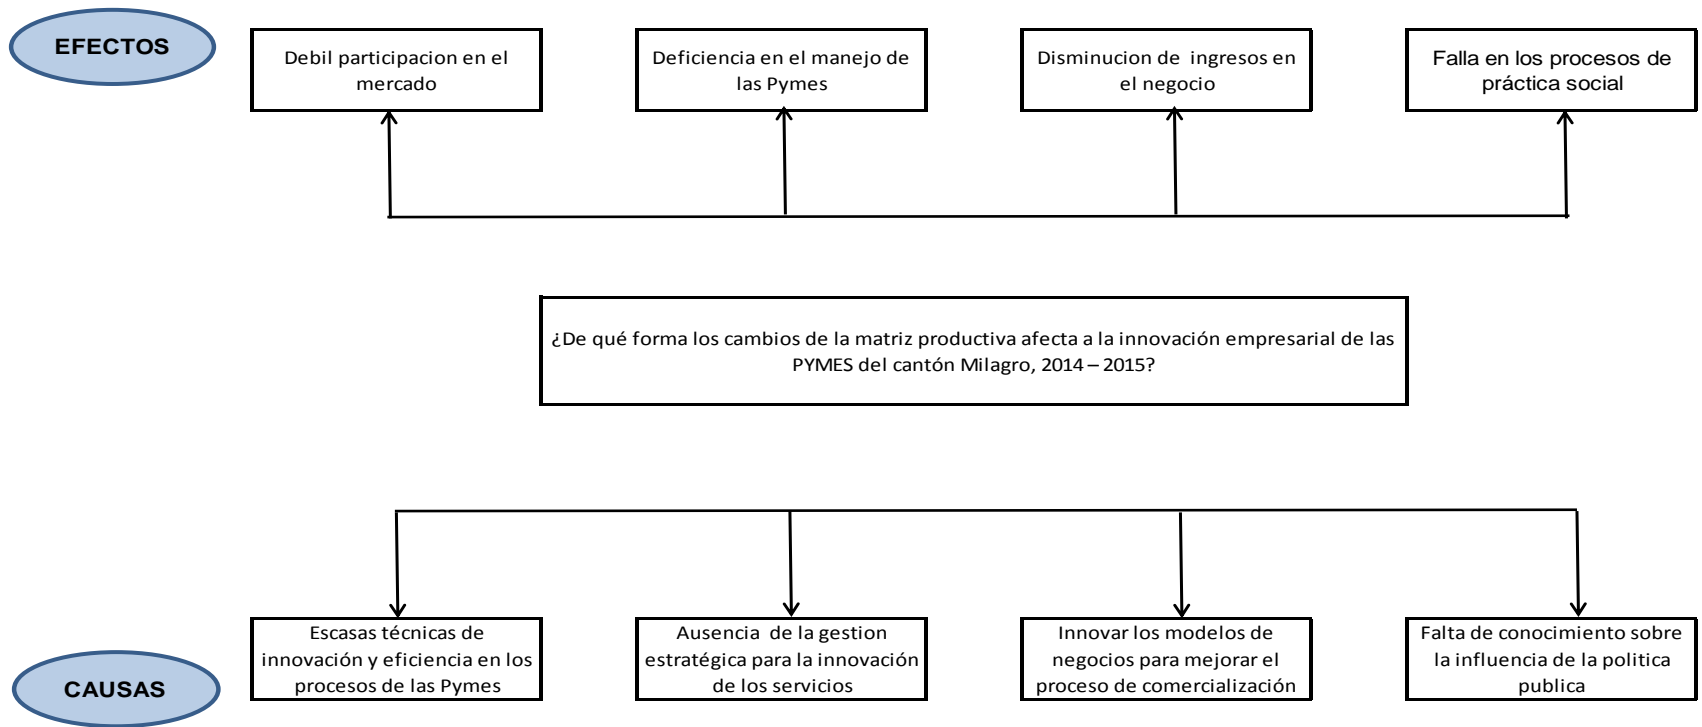 EFECTOS
Debil participacion en el
mercado
Deficiencia en el manejo de
las Pymes
Disminucion de ingresos en
el negocio
Falla en los procesos de
práctica social
¿De qué forma los cambios de la matriz productiva afecta a la innovación empresarial de las
PYMES del cantón Milagro, 2014 – 2015?
CAUSAS
Escasas técnicas de
innovación y eficiencia en los
procesos de las Pymes
Ausencia de la gestion
estratégica para la innovación
de los servicios
Innovar los modelos de
negocios para mejorar el
proceso de comercialización
Falta de conocimiento sobre
la influencia de la politica
publica